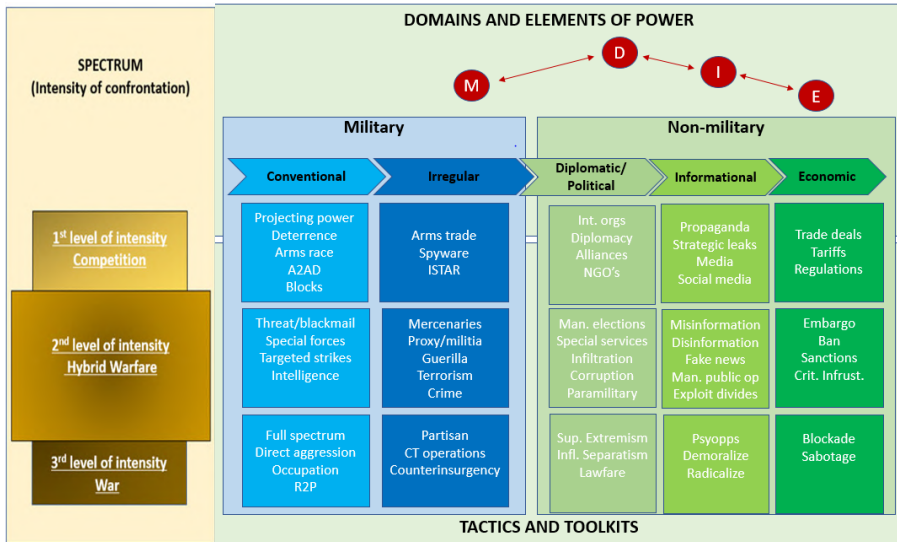 SPECTRUM
(Intensity of confrontation)
DOMAINS AND ELEMENTS OF POWER
M
D
I
E
Military
Non-military
Conventional
Irregular
Diplomatic/
Political
Informational
Economic
1st level of intensity
Competition
Projecting power
Deterrence
Arms race
A2AD
Blocks
Arms trade
Spyware
ISTAR
Int. orgs
Diplomacy
Alliances
NGO’s
Propaganda
Strategic leaks
Media
Social media
Trade deals
Tariffs
Regulations
2nd level of intensity
Hybrid Warfare
Threat/blackmail
Special forces
Targeted strikes
Intelligence
Mercenaries
Proxy/militia
Guerilla
Terrorism
Crime
Man. elections
Special services
Infiltration
Corruption
Paramilitary
Misinformation
Disinformation
Fake news
Man. public op
Exploit divides
Embargo
Ban
Sanctions
Crit. Infrust.
3rd level of intensity
War
Full spectrum
Direct aggression
Occupation
R2P
Partisan
CT operations
Counterinsurgency
Sup. Extremism
Infl. Separatism
Lawfare
Psyopps
Demoralize
Radicalize
Blockade
Sabotage
TACTICS AND TOOLKITS